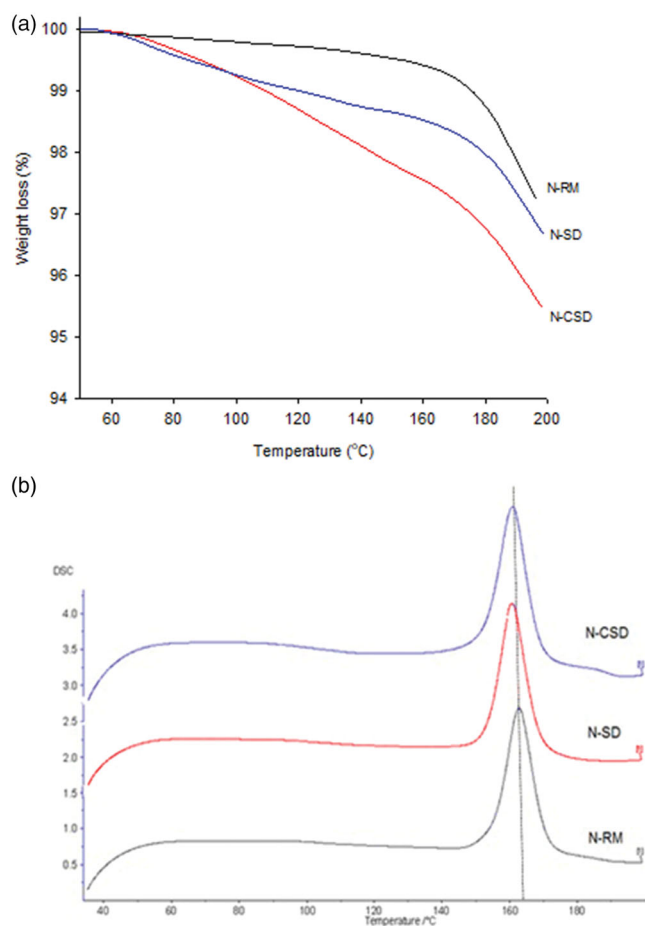 (a)
100
99
98
97
96
95
94
Weight loss (%)
N-RM
N-SD
N-CSD
60 80 100 120 140 160 180 200
Temperature (°C)
(b)
DSC
4.0
3.5
3.0
2.5
2.0
1.5
1.0
0.5
N-CSD
N-SD
N-RM
40 60 80 100 120 140 160 180
Temperature /°C